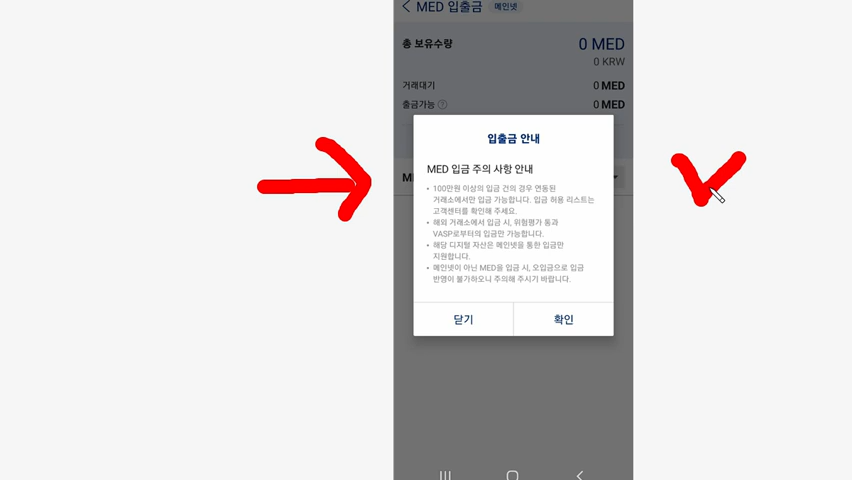 MED 입출금 메인넷
총 보유수량 0 MED
0 KRW
거래대기 0 MED
출금가능 ? 0 MED
입출금 안내
MED 입금 주의 사항 안내
• 100만원 이상의 입금 건의 경우 연동된
거래소에서만 입금 가능합니다. 입금 허용 리스트는
고객센터를 확인해 주세요.
• 해외 거래소에서 입금 시, 위험평가 통과
VASP로부터의 입금만 가능합니다.
• 해당 디지털 자산은 메인넷을 통한 입금만
지원합니다.
• 메인넷이 아닌 MED을 입금 시, 오입금으로 입금
반영이 불가하오니 주의해 주시기 바랍니다.
닫기 확인